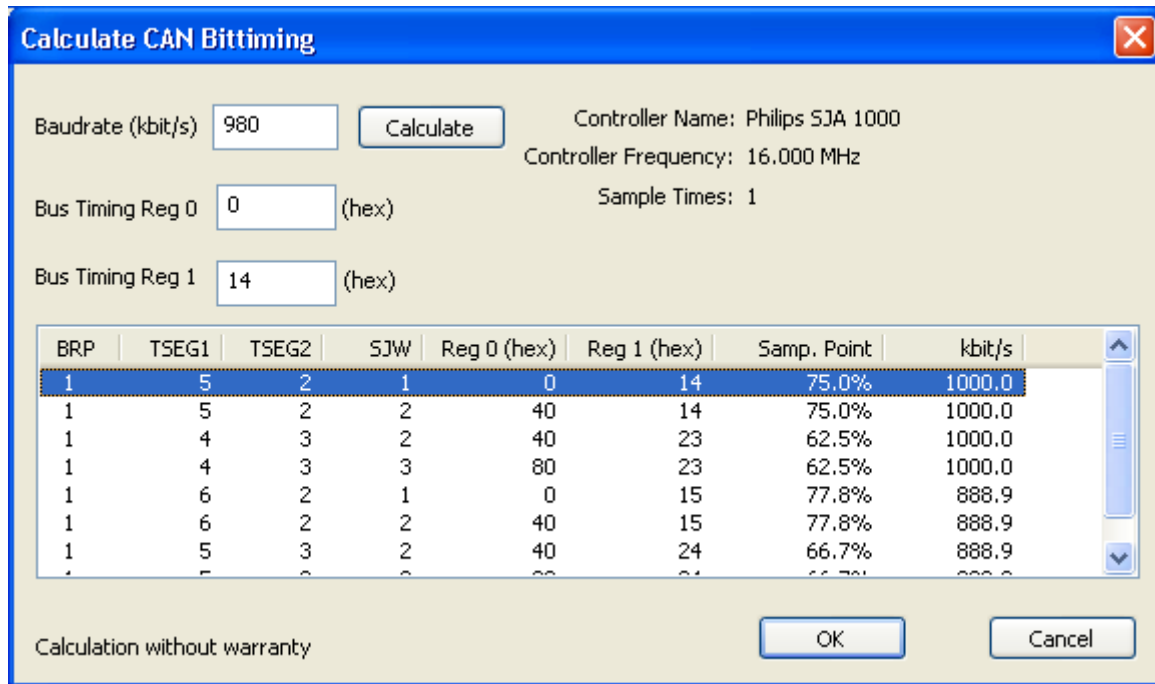 Calculate CAN Bittiming
Baudrate (kbit/s) 980 Calculate Controller Name: Philips SJA 1000
Controller Frequency: 16.000 MHz
Bus Timing Reg 0 0 (hex) Sample Times: 1
Bus Timing Reg 1 14 (hex)
BRP TSEG1 TSEG2 SJW Reg 0 (hex) Reg 1 (hex) Samp. Point kbit/s
1 5 2 1 0 14 75.0% 1000.0
1 5 2 2 40 14 75.0% 1000.0
1 4 3 2 40 23 62.5% 1000.0
1 4 3 3 80 23 62.5% 1000.0
1 6 2 1 0 15 77.8% 888.9
1 6 2 2 40 15 77.8% 888.9
1 5 3 2 40 24 66.7% 888.9
Calculation without warranty OK Cancel